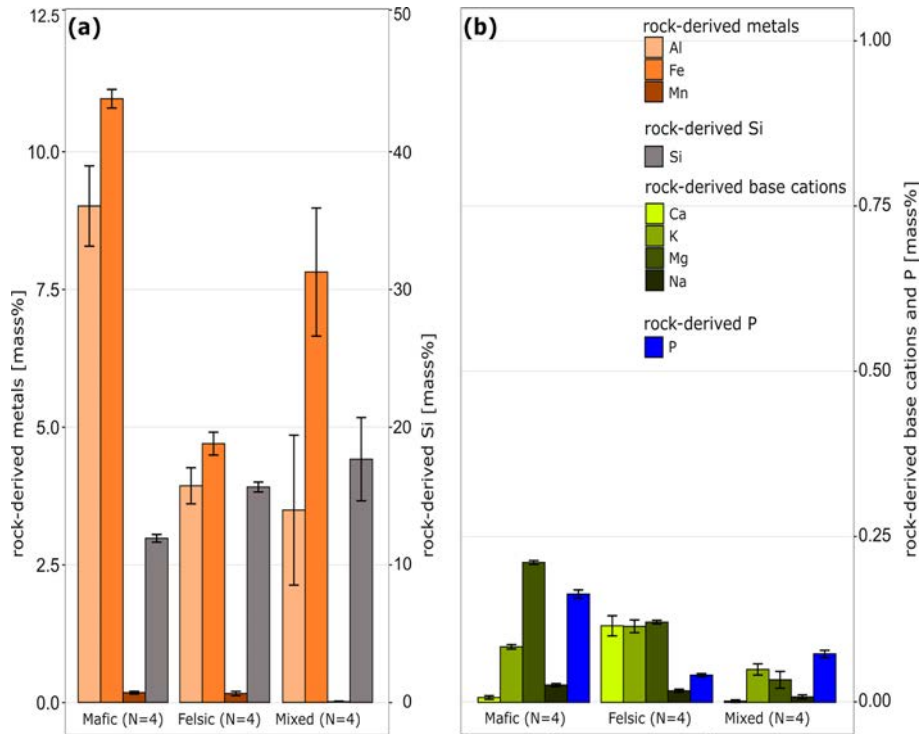 (a)
rock-derived metals [mass%]
12.5
10.0
7.5
5.0
2.5
0.0
50
40
30
20
10
0
rock-derived Si [mass%]
Mafic (N=4) Felsic (N=4) Mixed (N=4)
(b)
rock-derived metals
Al
Fe
Mn
rock-derived Si
Si
rock-derived base cations
Ca
K
Mg
Na
rock-derived P
P
1.00
0.75
0.50
0.25
0.00
rock-derived base cations and P [mass%]
Mafic (N=4) Felsic (N=4) Mixed (N=4)